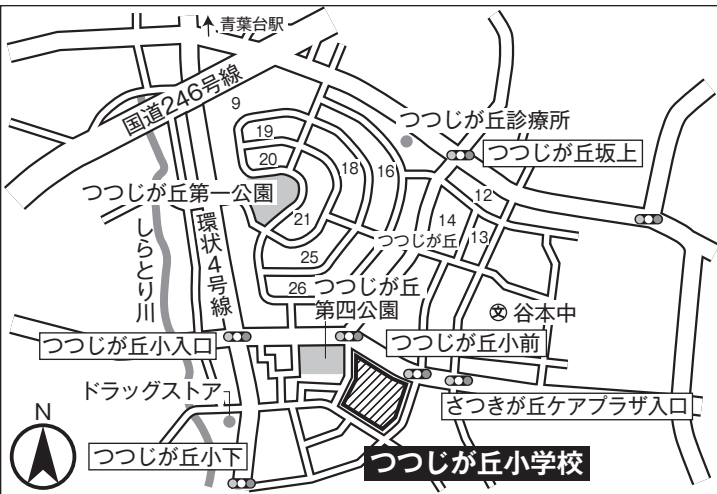 青葉台駅
国道246号線
9
19
20
18
16
つつじが丘診療所
つつじが丘坂上
つつじが丘第一公園
21
12
14
13
つつじが丘
しらとり川
環状4号線
25
26
つつじが丘
第四公園
文 谷本中
つつじが丘小入口
つつじが丘小前
ドラッグストア
さつきが丘ケアプラザ入口
N
つつじが丘小下
つつじが丘小学校